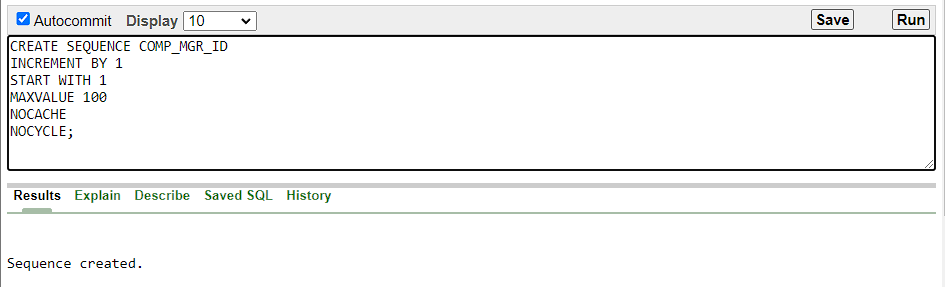 Autocommit Display 10 Save Run
CREATE SEQUENCE COMP_MGR_ID
INCREMENT BY 1
START WITH 1
MAXVALUE 100
NOCACHE
NOCYCLE;
Results Explain Describe Saved SQL History
Sequence created.